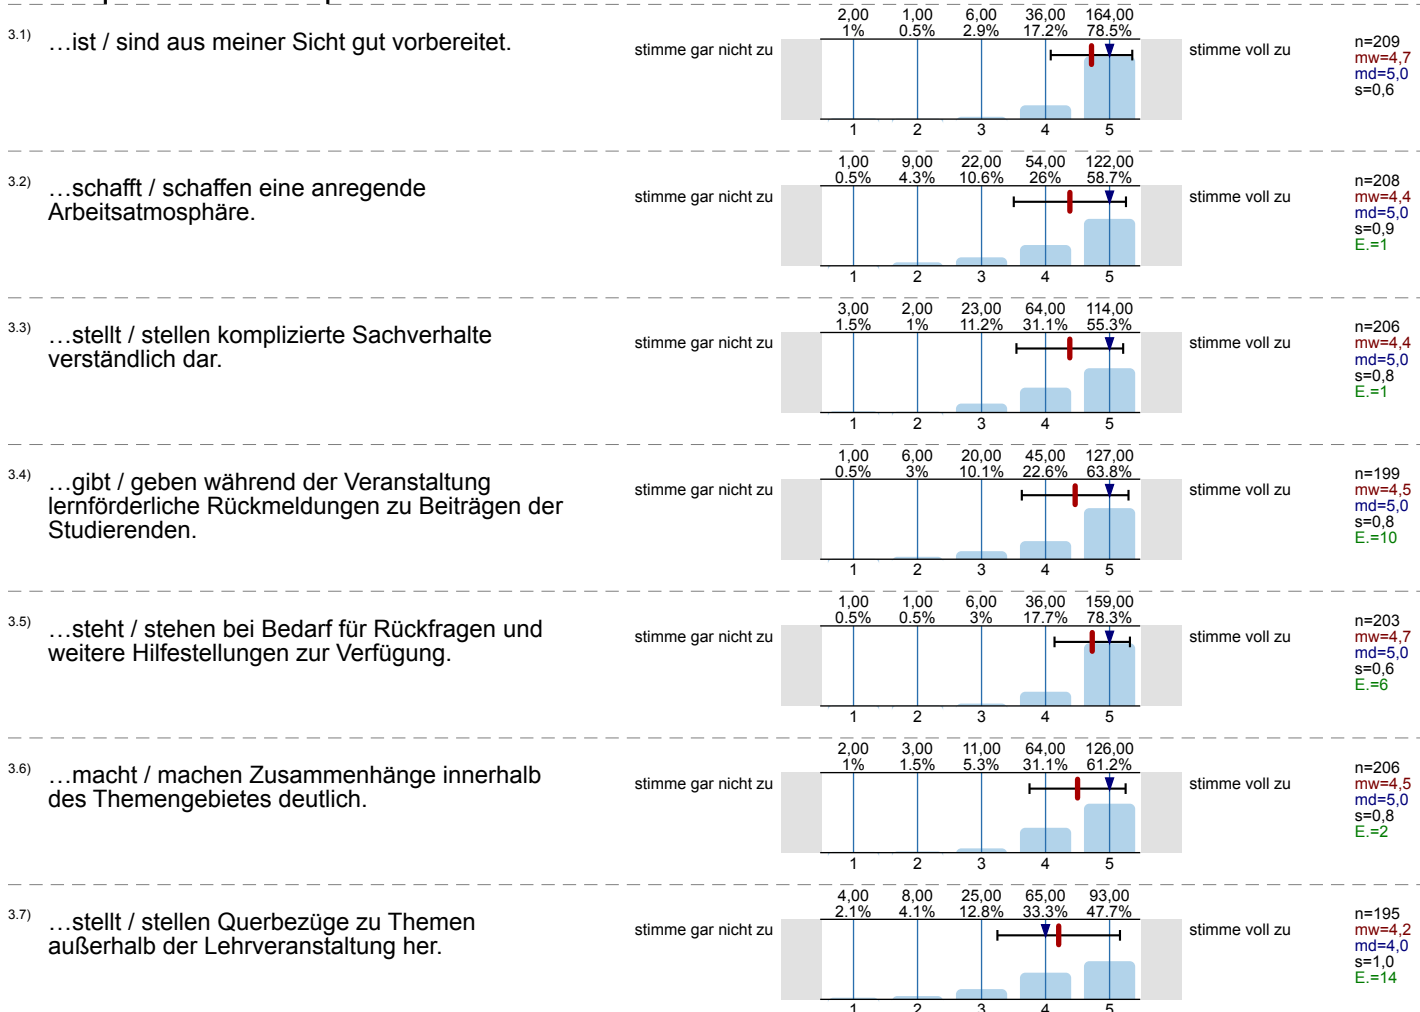 2,00 1,00 6,00 36,00 164,00
1% 0.5% 2.9% 17.2% 78.5%
3.1) …ist / sind aus meiner Sicht gut vorbereitet.
stimme gar nicht zu
stimme voll zu
n=209
mw=4,7
md=5,0
s=0,6
1 2 3 4 5
1,00 9,00 22,00 54,00 122,00
0.5% 4.3% 10.6% 26% 58.7%
3.2) …schafft / schaffen eine anregende
Arbeitsatmosphäre.
stimme gar nicht zu
stimme voll zu
n=208
mw=4,4
md=5,0
s=0,9
E.=1
1 2 3 4 5
3,00 2,00 23,00 64,00 114,00
1.5% 1% 11.2% 31.1% 55.3%
3.3) …stellt / stellen komplizierte Sachverhalte
verständlich dar.
stimme gar nicht zu
stimme voll zu
n=206
mw=4,4
md=5,0
s=0,8
E.=1
1 2 3 4 5
1,00 6,00 20,00 45,00 127,00
0.5% 3% 10.1% 22.6% 63.8%
3.4) …gibt / geben während der Veranstaltung
lernförderliche Rückmeldungen zu Beiträgen der
Studierenden.
stimme gar nicht zu
stimme voll zu
n=199
mw=4,5
md=5,0
s=0,8
E.=10
1 2 3 4 5
1,00 1,00 6,00 36,00 159,00
0.5% 0.5% 3% 17.7% 78.3%
3.5) …steht / stehen bei Bedarf für Rückfragen und
weitere Hilfestellungen zur Verfügung.
stimme gar nicht zu
stimme voll zu
n=203
mw=4,7
md=5,0
s=0,6
E.=6
1 2 3 4 5
2,00 3,00 11,00 64,00 126,00
1% 1.5% 5.3% 31.1% 61.2%
3.6) …macht / machen Zusammenhänge innerhalb
des Themengebietes deutlich.
stimme gar nicht zu
stimme voll zu
n=206
mw=4,5
md=5,0
s=0,8
E.=2
1 2 3 4 5
4,00 8,00 25,00 65,00 93,00
2.1% 4.1% 12.8% 33.3% 47.7%
3.7) …stellt / stellen Querbezüge zu Themen
außerhalb der Lehrveranstaltung her.
stimme gar nicht zu
stimme voll zu
n=195
mw=4,2
md=4,0
s=1,0
E.=14
1 2 3 4 5